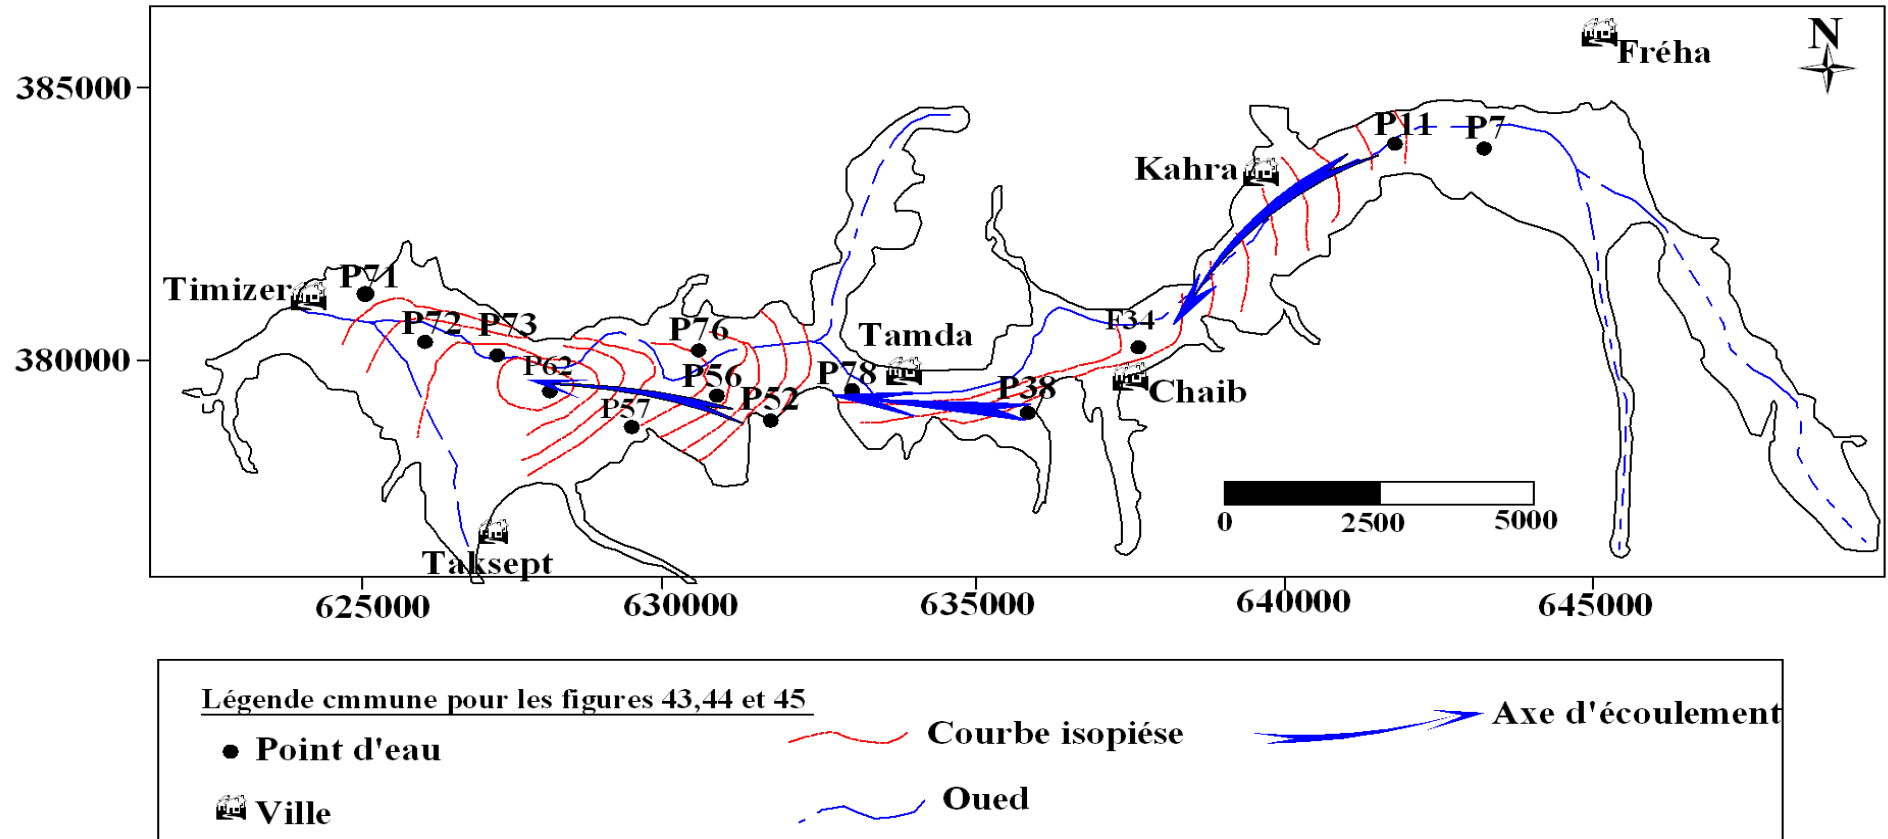 N
Fréha
385000
P11
P7
Kahra
Timizer
P71
P72
P73
P76
F34
Tamda
380000
P62
P56
P78
P38
Chaib
P57
P52
0
2500
5000
Taksept
625000
630000
635000
640000
645000
Légende cmmune pour les figures 43,44 et 45
Point d'eau
Courbe isopiése
Axe d'écoulement
Ville
Oued